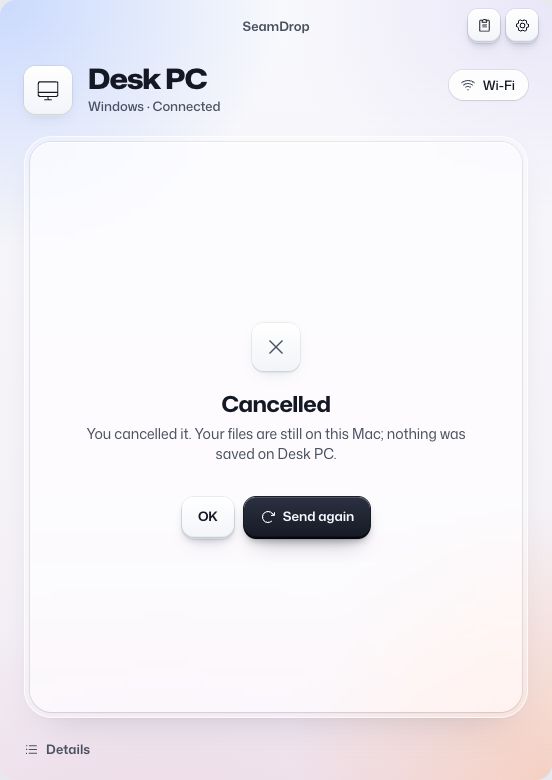 SeamDrop
Desk PC
Windows · Connected
Wi-Fi
Cancelled
You cancelled it. Your files are still on this Mac; nothing was
saved on Desk PC.
OK
Send again
Details